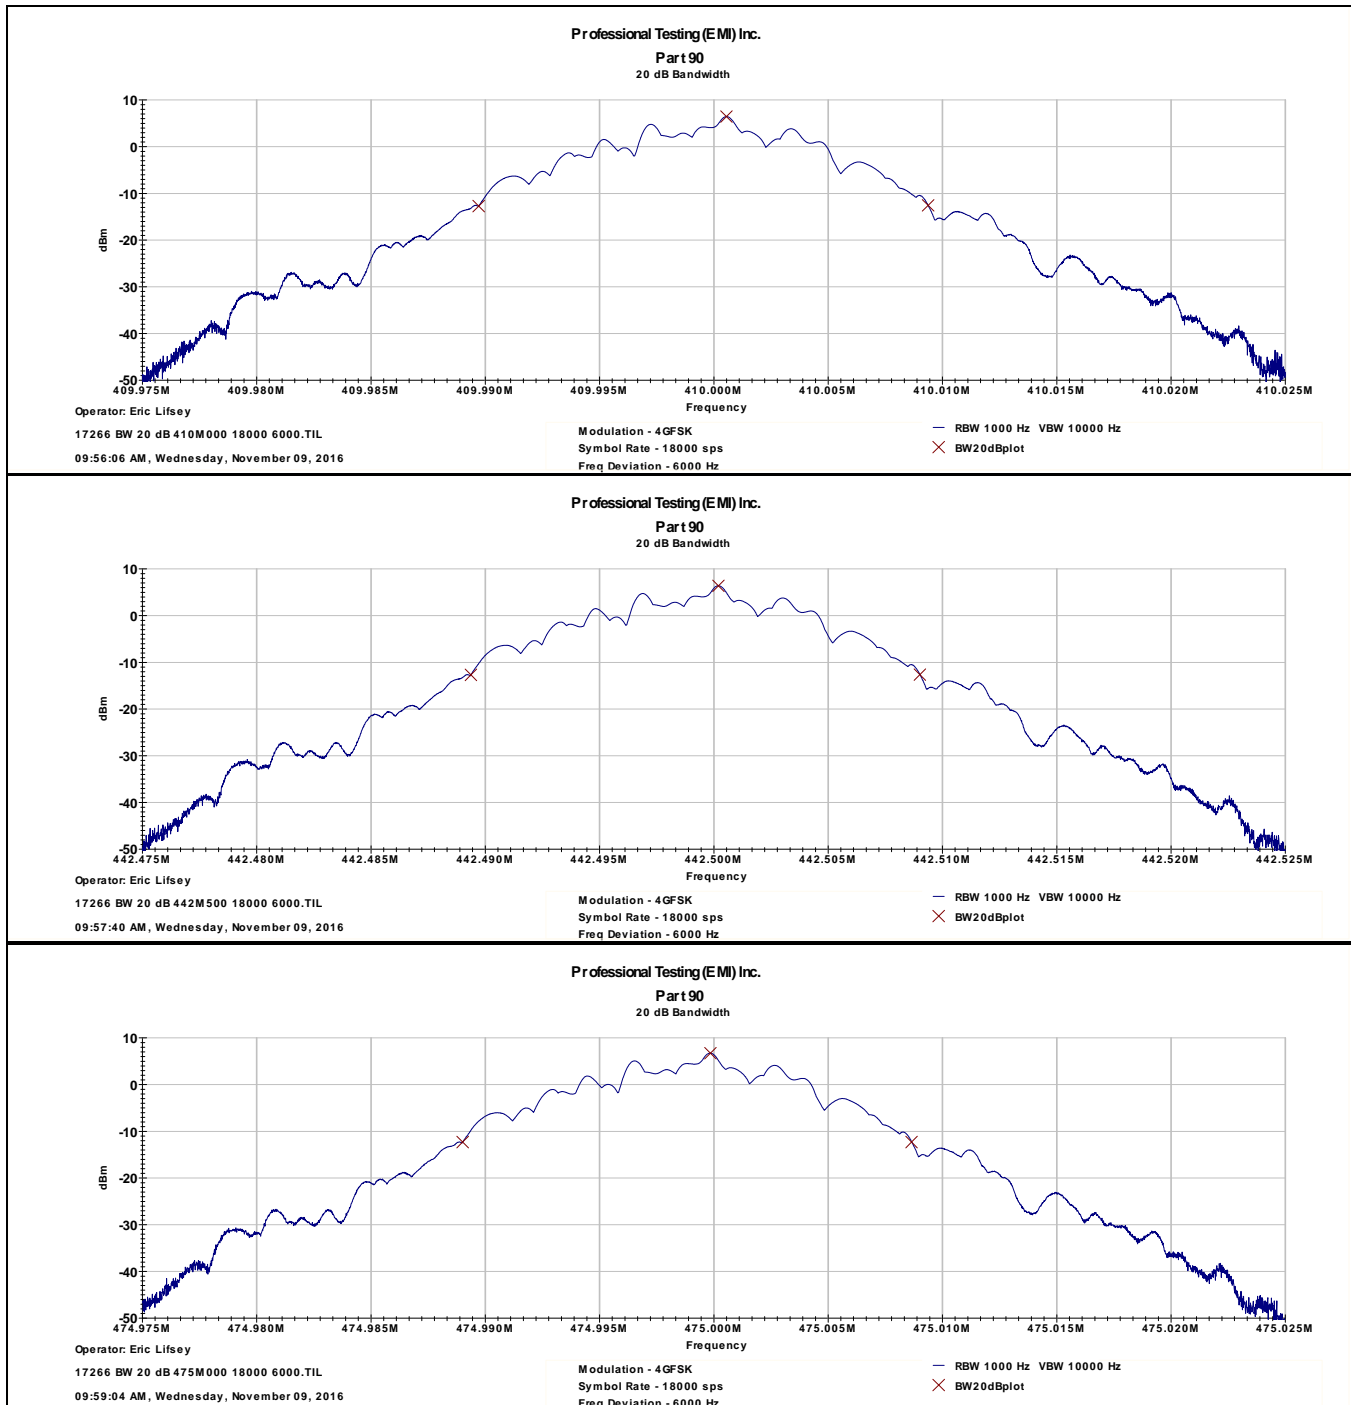 Professional Testing (EMI) Inc.
Part 90
20 dB Bandwidth
10
0
-10
-20
-30
-40
-50
dBm
409.975M 409.980M 409.985M 409.990M 409.995M 410.000M 410.005M 410.010M 410.015M 410.020M 410.025M
Frequency
Operator: Eric Lifsey
17266 BW 20 dB 410M000 18000 6000.TIL
09:56:06 AM, Wednesday, November 09, 2016
Modulation - 4GFSK
Symbol Rate - 18000 sps
Freq Deviation - 6000 Hz
RBW 1000 Hz VBW 10000 Hz
BW20dBplot
Professional Testing (EMI) Inc.
Part 90
20 dB Bandwidth
10
0
-10
-20
-30
-40
-50
dBm
442.475M 442.480M 442.485M 442.490M 442.495M 442.500M 442.505M 442.510M 442.515M 442.520M 442.525M
Frequency
Operator: Eric Lifsey
17266 BW 20 dB 442M500 18000 6000.TIL
09:57:40 AM, Wednesday, November 09, 2016
Modulation - 4GFSK
Symbol Rate - 18000 sps
Freq Deviation - 6000 Hz
RBW 1000 Hz VBW 10000 Hz
BW20dBplot
Professional Testing (EMI) Inc.
Part 90
20 dB Bandwidth
10
0
-10
-20
-30
-40
-50
dBm
474.975M 474.980M 474.985M 474.990M 474.995M 475.000M 475.005M 475.010M 475.015M 475.020M 475.025M
Frequency
Operator: Eric Lifsey
17266 BW 20 dB 475M000 18000 6000.TIL
09:59:04 AM, Wednesday, November 09, 2016
Modulation - 4GFSK
Symbol Rate - 18000 sps
Freq Deviation - 6000 Hz
RBW 1000 Hz VBW 10000 Hz
BW20dBplot